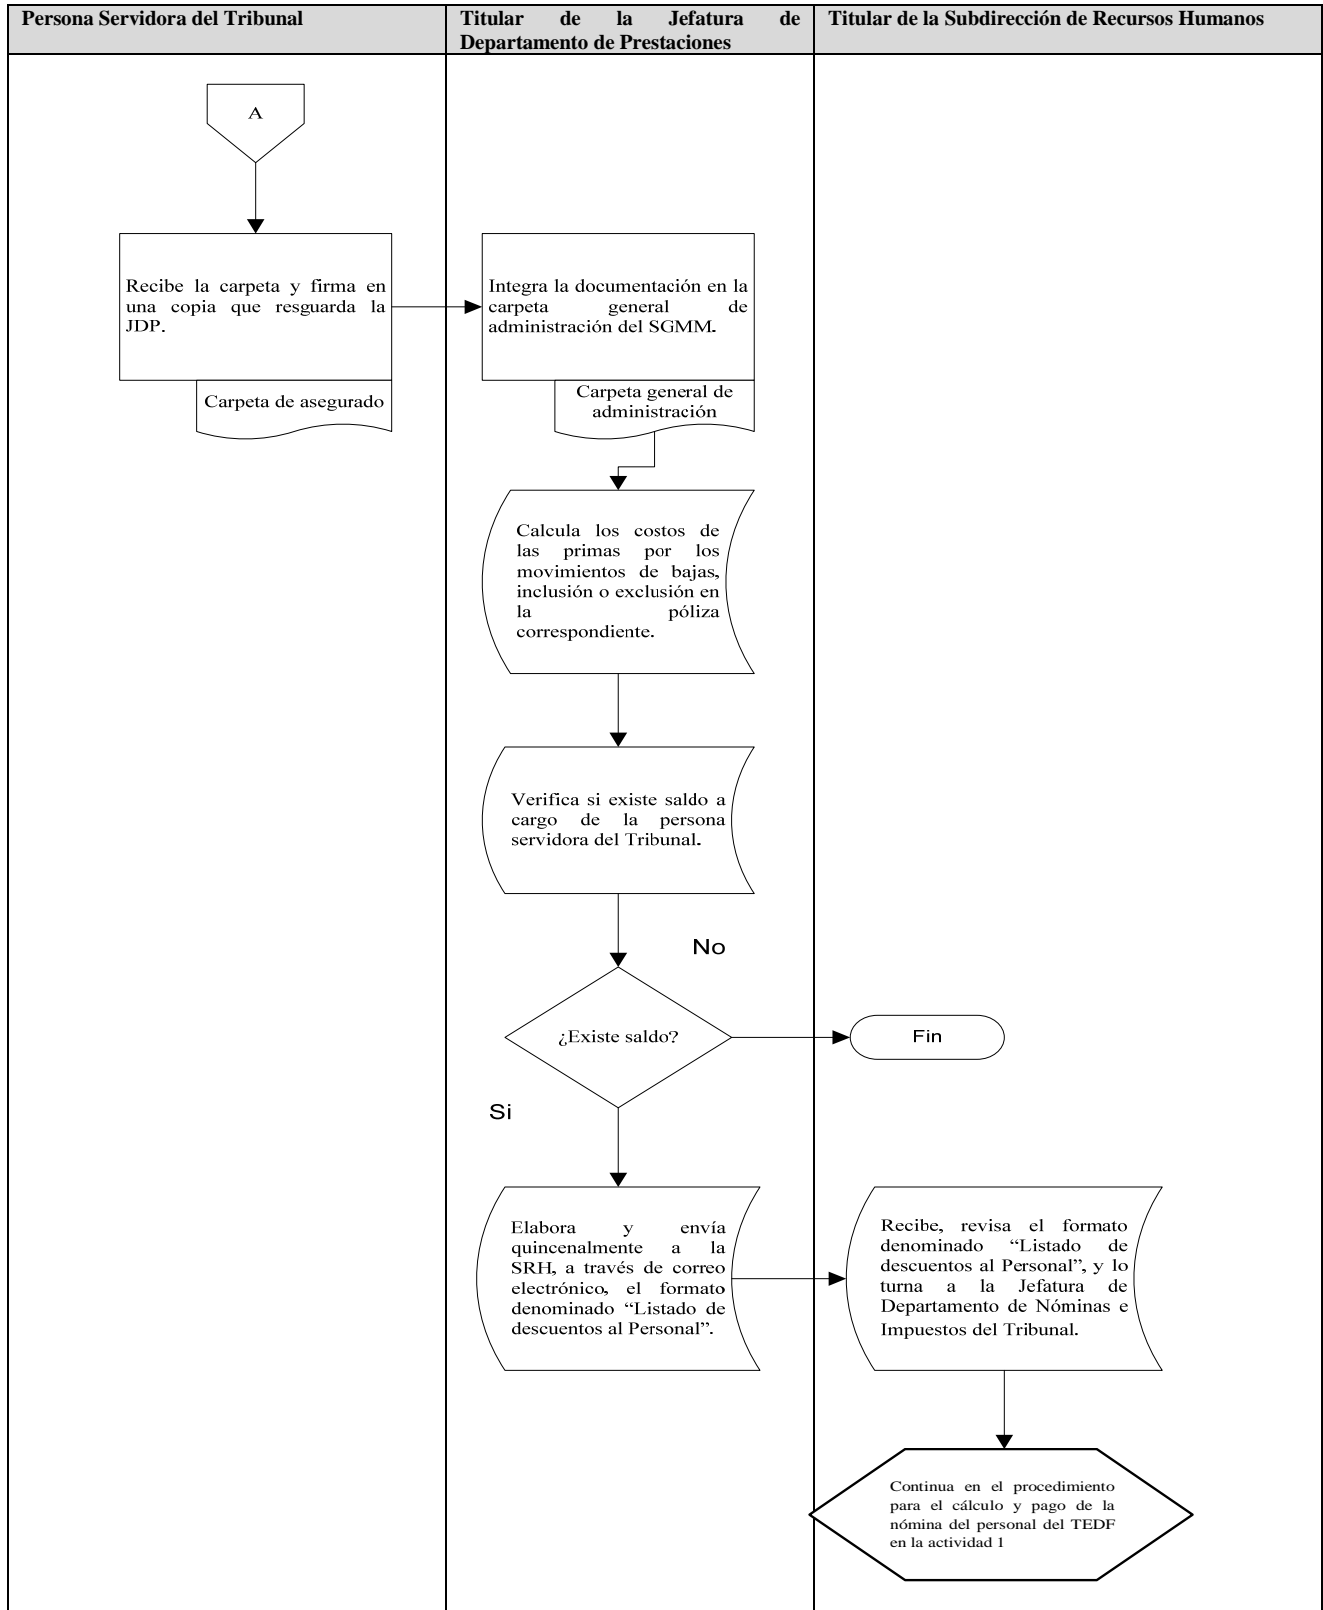 Persona Servidora del Tribunal
Titular de la Jefatura de
Departamento de Prestaciones
Titular de la Subdirección de Recursos Humanos
A
Recibe la carpeta y firma en
una copia que resguarda la
JDP.
Carpeta de asegurado
Integra la documentación en la
carpeta general de
administración del SGMM.
Carpeta general de
administración
Calcula los costos de
las primas por los
movimientos de bajas,
inclusión o exclusión en
la póliza
correspondiente.
Verifica si existe saldo a
cargo de la persona
servidora del Tribunal.
No
¿Existe saldo?
Fin
Si
Elabora y envía
quincenalmente a la
SRH, a través de correo
electrónico, el formato
denominado “Listado de
descuentos al Personal”.
Recibe, revisa el formato
denominado “Listado de
descuentos al Personal”, y lo
turna a la Jefatura de
Departamento de Nóminas e
Impuestos del Tribunal.
Continua en el procedimiento
para el cálculo y pago de la
nómina del personal del TEDF
en la actividad 1